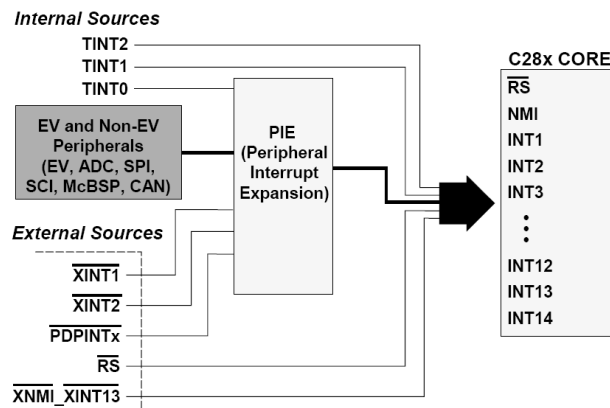 Internal Sources
TINT2
TINT1
TINT0
EV and Non-EV
Peripherals
(EV, ADC, SPI,
SCI, McBSP, CAN)
PIE
(Peripheral
Interrupt
Expansion)
External Sources
XINT1
XINT2
PDPINTx
RS
XNMI_XINT13
C28x CORE
RS
NMI
INT1
INT2
INT3
INT12
INT13
INT14